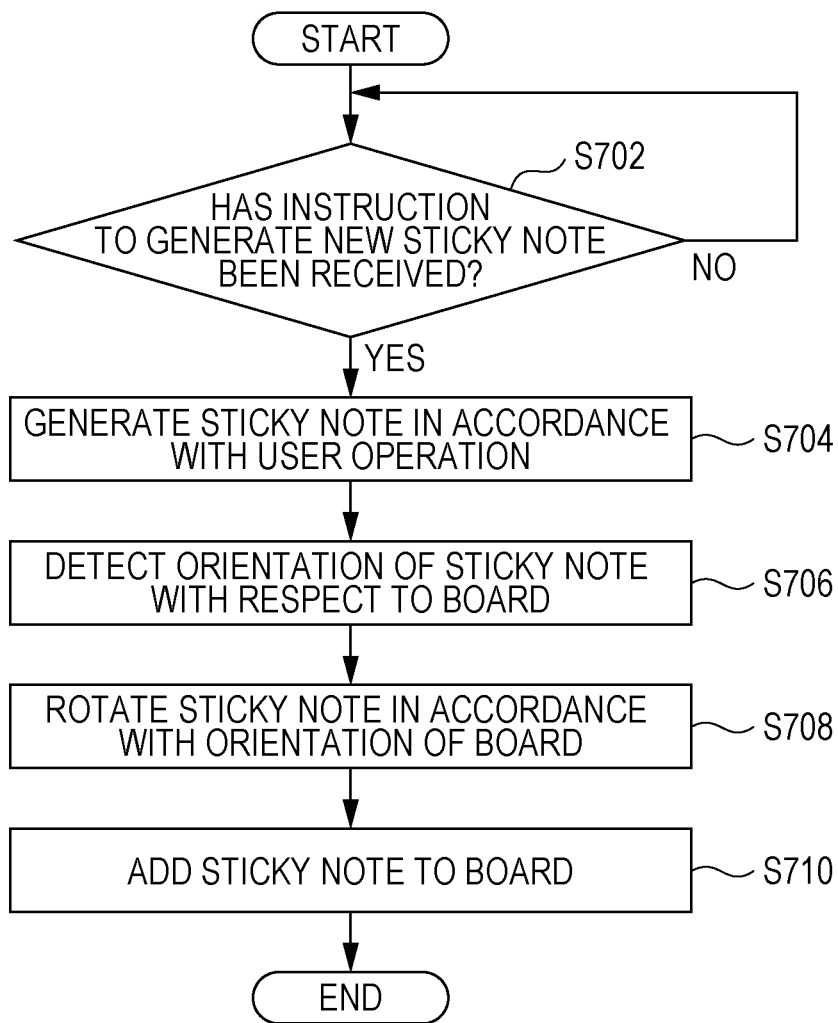 START
S702
HAS INSTRUCTION
TO GENERATE NEW STICKY NOTE
BEEN RECEIVED?
NO
YES
GENERATE STICKY NOTE IN ACCORDANCE
WITH USER OPERATION
S704
DETECT ORIENTATION OF STICKY NOTE
WITH RESPECT TO BOARD
S706
ROTATE STICKY NOTE IN ACCORDANCE
WITH ORIENTATION OF BOARD
S708
ADD STICKY NOTE TO BOARD
S710
END